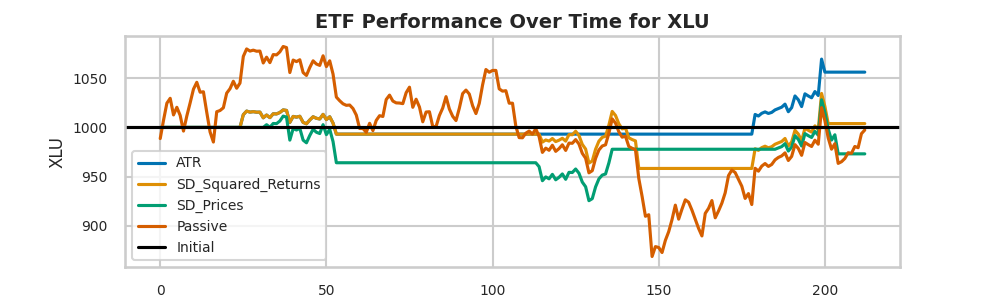 ETF Performance Over Time for XLU
XLU
1050
1000
950
900
ATR
SD_Squared_Returns
SD_Prices
Passive
Initial
0 50 100 150 200